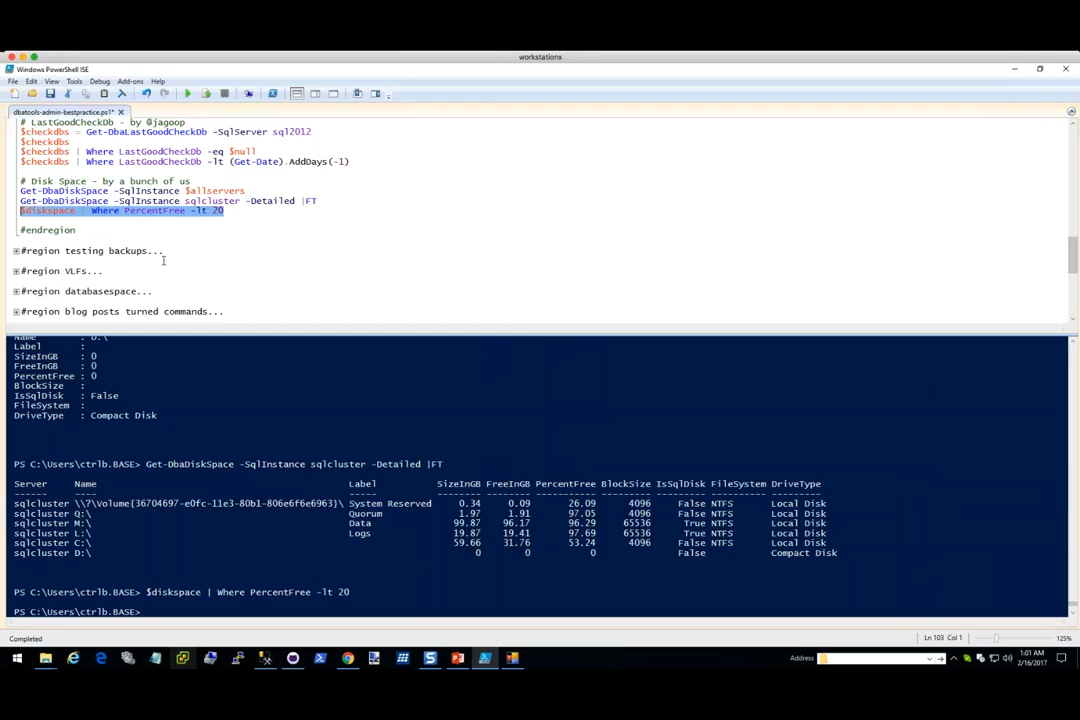 workstationx
Windows PowerShell ISE
File Edit View Tools Debug Add-ons Help
dbatools-admin-bestpractice.ps1*
# LastGoodCheckDb - by @jagoop
$checkdbs = Get-DbaLastGoodCheckDb -SqlServer sql2012
$checkdbs
$checkdbs | Where LastGoodCheckDb -eq $null
$checkdbs | Where LastGoodCheckDb -lt (Get-Date).AddDays(-1)
# Disk Space - by a bunch of us
Get-DbaDiskSpace -SqlInstance $allservers
Get-DbaDiskSpace -SqlInstance sqlcluster -Detailed |FT
$diskspace | Where PercentFree -lt 20
#endregion
#region testing backups...
#region VLFs...
#region databasespace...
#region blog posts turned commands...
Name : D:\
Label :
SizeInGB : 0
FreeInGB : 0
PercentFree : 0
BlockSize :
IsSqlDisk : False
FileSystem :
DriveType : Compact Disk
PS C:\Users\ctrlb.BASE> Get-DbaDiskSpace -SqlInstance sqlcluster -Detailed |FT
Server Name Label SizeInGB FreeInGB PercentFree BlockSize IsSqlDisk FileSystem DriveType
------ ---- ----- -------- -------- ----------- --------- --------- ---------- ---------
sqlcluster \\?\Volume{36704697-e0fc-11e3-80b1-806e6f6e6963}\ System Reserved 0.34 0.09 26.09 4096 False NTFS Local Disk
sqlcluster Q:\ Quorum 1.97 1.91 97.05 4096 False NTFS Local Disk
sqlcluster M:\ Data 99.87 96.17 96.29 65536 True NTFS Local Disk
sqlcluster L:\ Logs 19.87 19.41 97.69 65536 True NTFS Local Disk
sqlcluster C:\ 59.66 31.76 53.24 4096 False NTFS Local Disk
sqlcluster D:\ 0 0 0 False Compact Disk
PS C:\Users\ctrlb.BASE> $diskspace | Where PercentFree -lt 20
PS C:\Users\ctrlb.BASE>
Completed Ln 103 Col 1 125%
Address 1:01 AM
2/16/2017